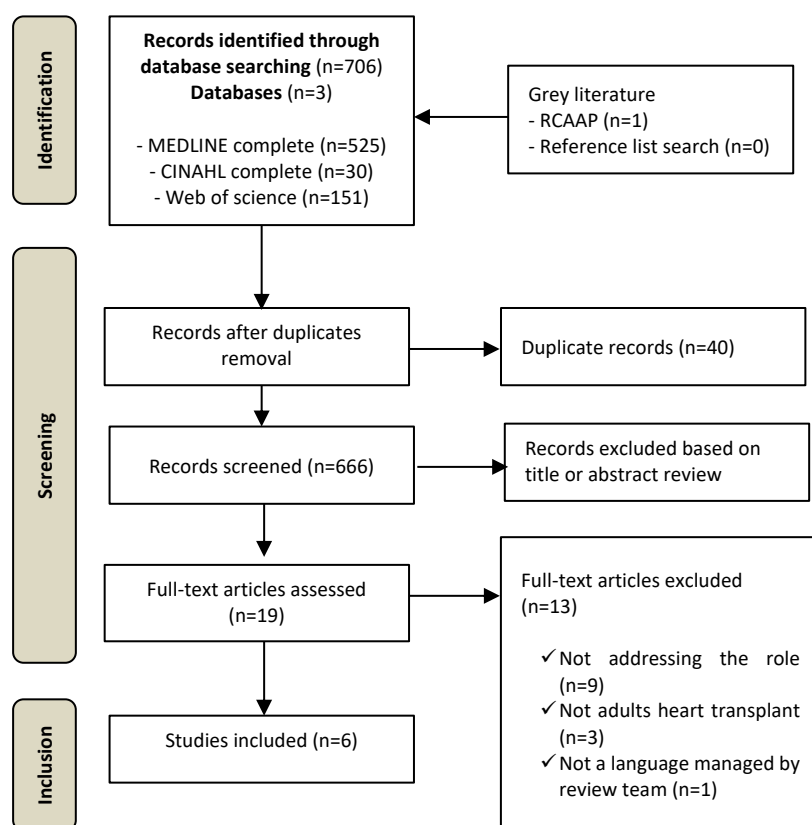 Identification
Records identified through
database searching (n=706)
Databases (n=3)
- MEDLINE complete (n=525)
- CINAHL complete (n=30)
- Web of science (n=151)
Grey literature
- RCAAP (n=1)
- Reference list search (n=0)
Screening
Records after duplicates
removal
Duplicate records (n=40)
Records screened (n=666)
Records excluded based on
title or abstract review
Full-text articles assessed
(n=19)
Full-text articles excluded
(n=13)
✓ Not addressing the role
(n=9)
✓ Not adults heart transplant
(n=3)
✓ Not a language managed by
review team (n=1)
Inclusion
Studies included (n=6)